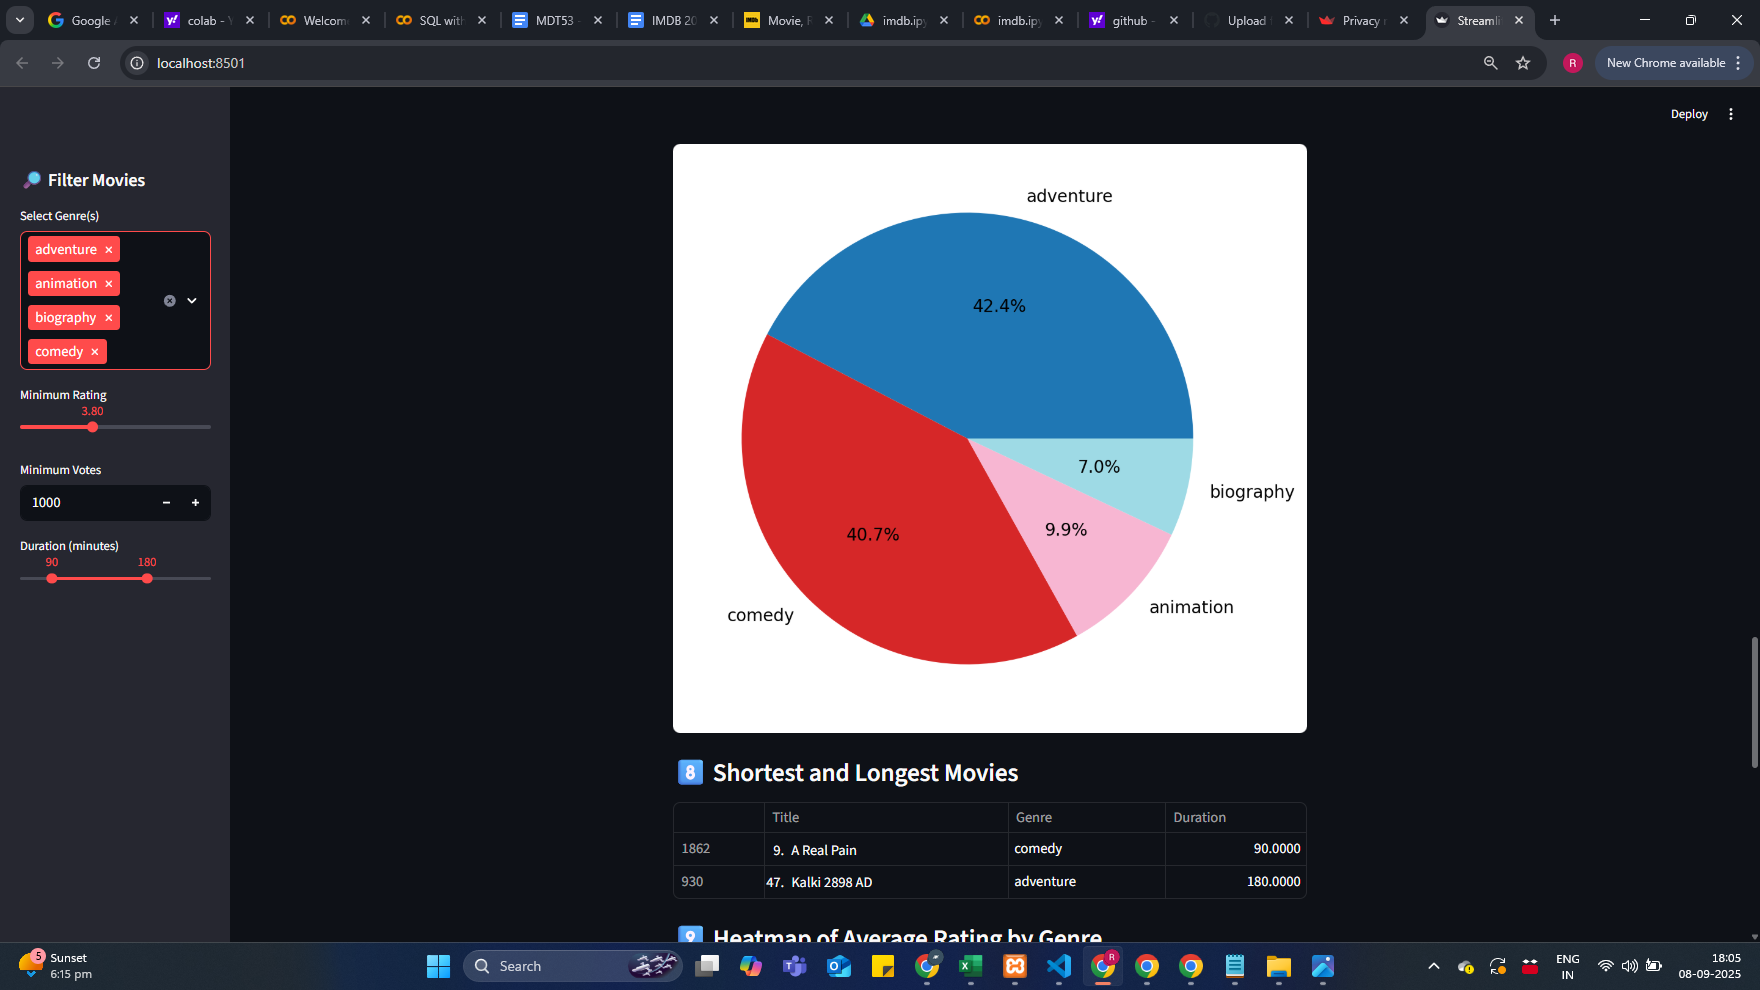 Google
colab -
Welcome
SQL with
MDT53 -
IMDB 20
Movie,
imdb.ipy
imdb.ipy
github -
Upload
Privacy
Streamli
localhost:8501
R
New Chrome available
Deploy
🔎 Filter Movies
Select Genre(s)
adventure ×
animation ×
biography ×
comedy ×
Minimum Rating
3.80
Minimum Votes
1000 − +
Duration (minutes)
90 180
adventure
42.4%
7.0%
biography
9.9%
40.7%
animation
comedy
8 Shortest and Longest Movies
Title Genre Duration
1862 9. A Real Pain comedy 90.0000
930 47. Kalki 2898 AD adventure 180.0000
9 Heatmap of Average Rating by Genre
5
Sunset
6:15 pm
Search
ENG
IN
18:05
08-09-2025